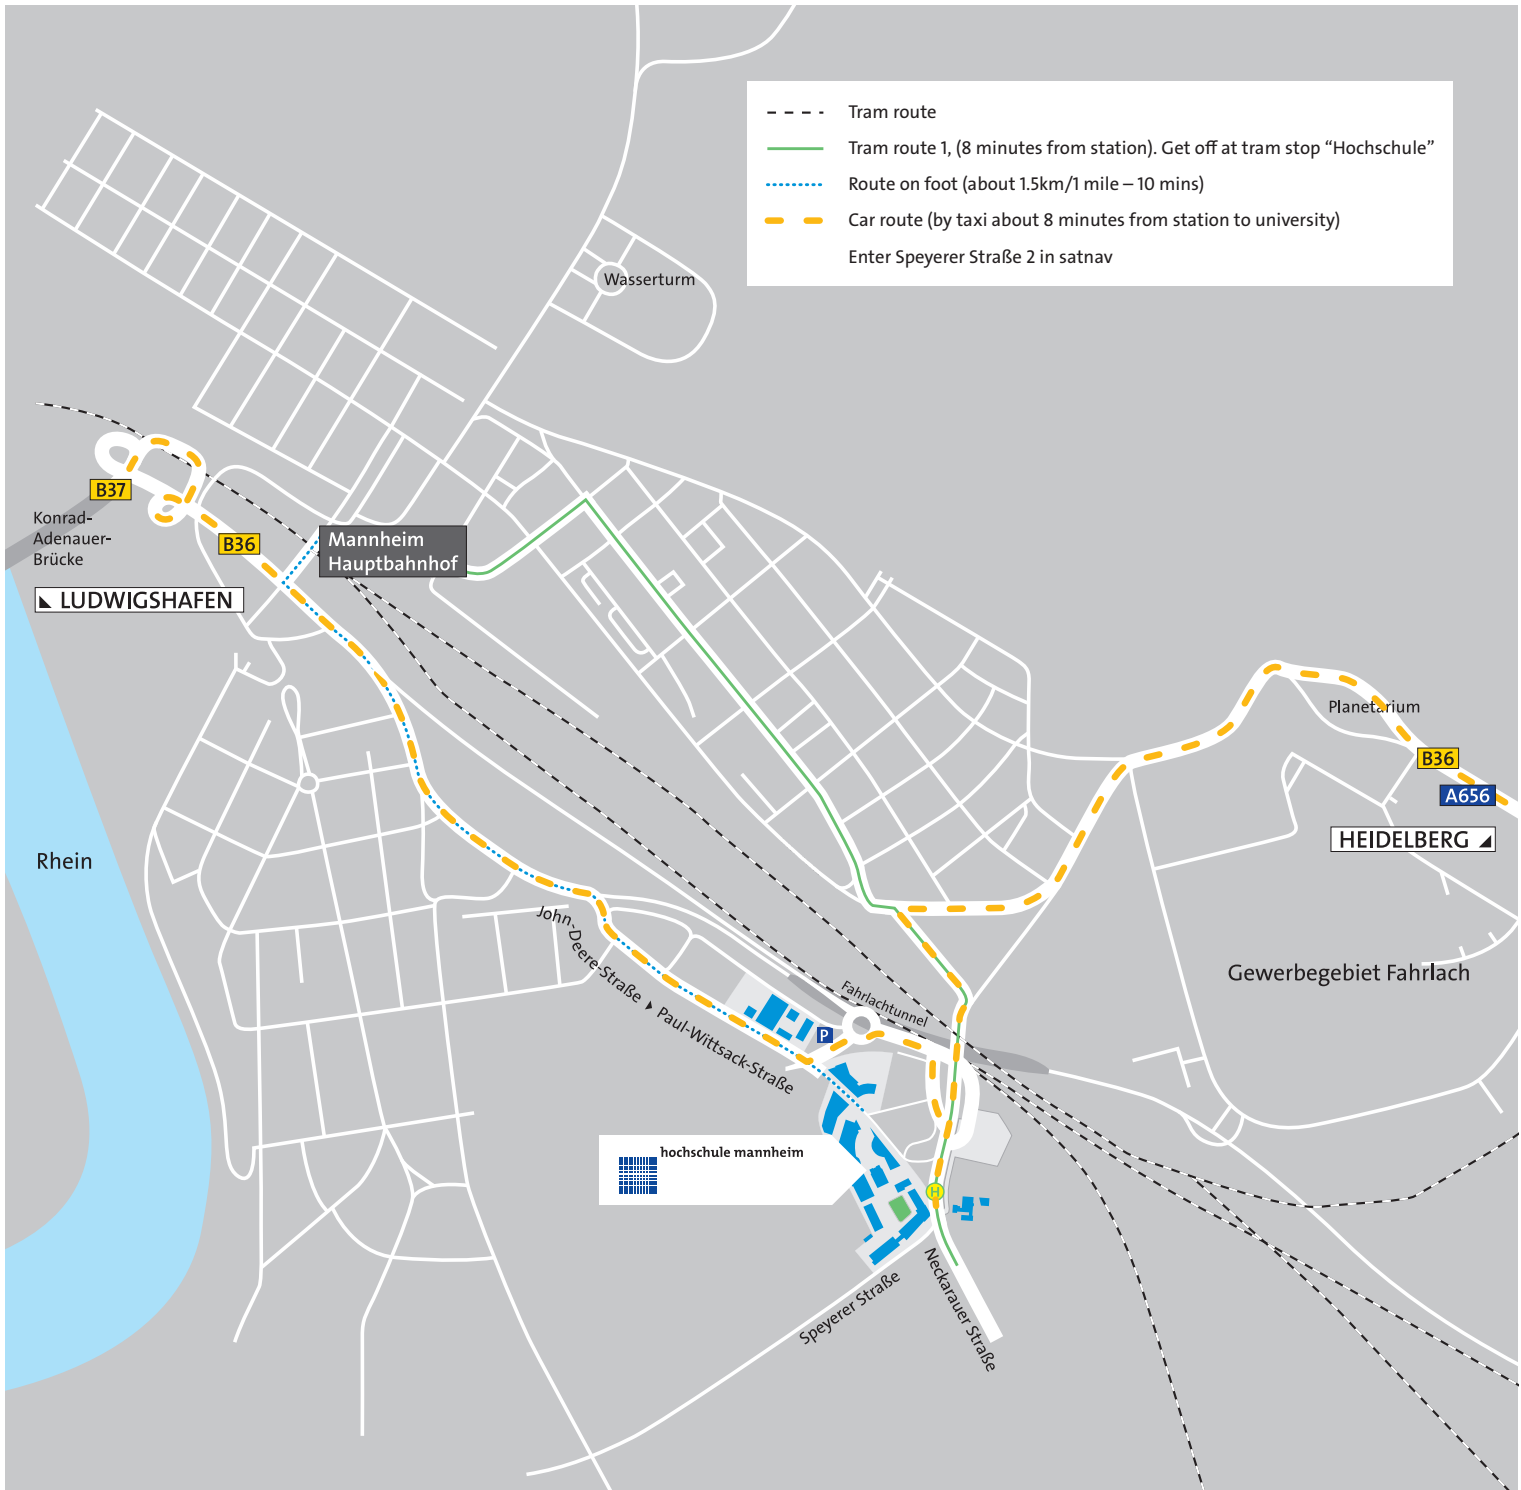 Tram route
Tram route 1, (8 minutes from station). Get off at tram stop “Hochschule”
Route on foot (about 1.5km/1 mile – 10 mins)
Car route (by taxi about 8 minutes from station to university)
Enter Speyerer Straße 2 in satnav
Wasserturm
B37
Konrad-
Adenauer-
Brücke
B36
Mannheim
Hauptbahnhof
LUDWIGSHAFEN
Planetarium
B36
A656
HEIDELBERG
Rhein
John-Deere-Straße
Paul-Wittsack-Straße
Fahrlachtunnel
P
Gewerbegebiet Fahrlach
hochschule mannheim
H
Speyerer Straße
Neckarauer Straße